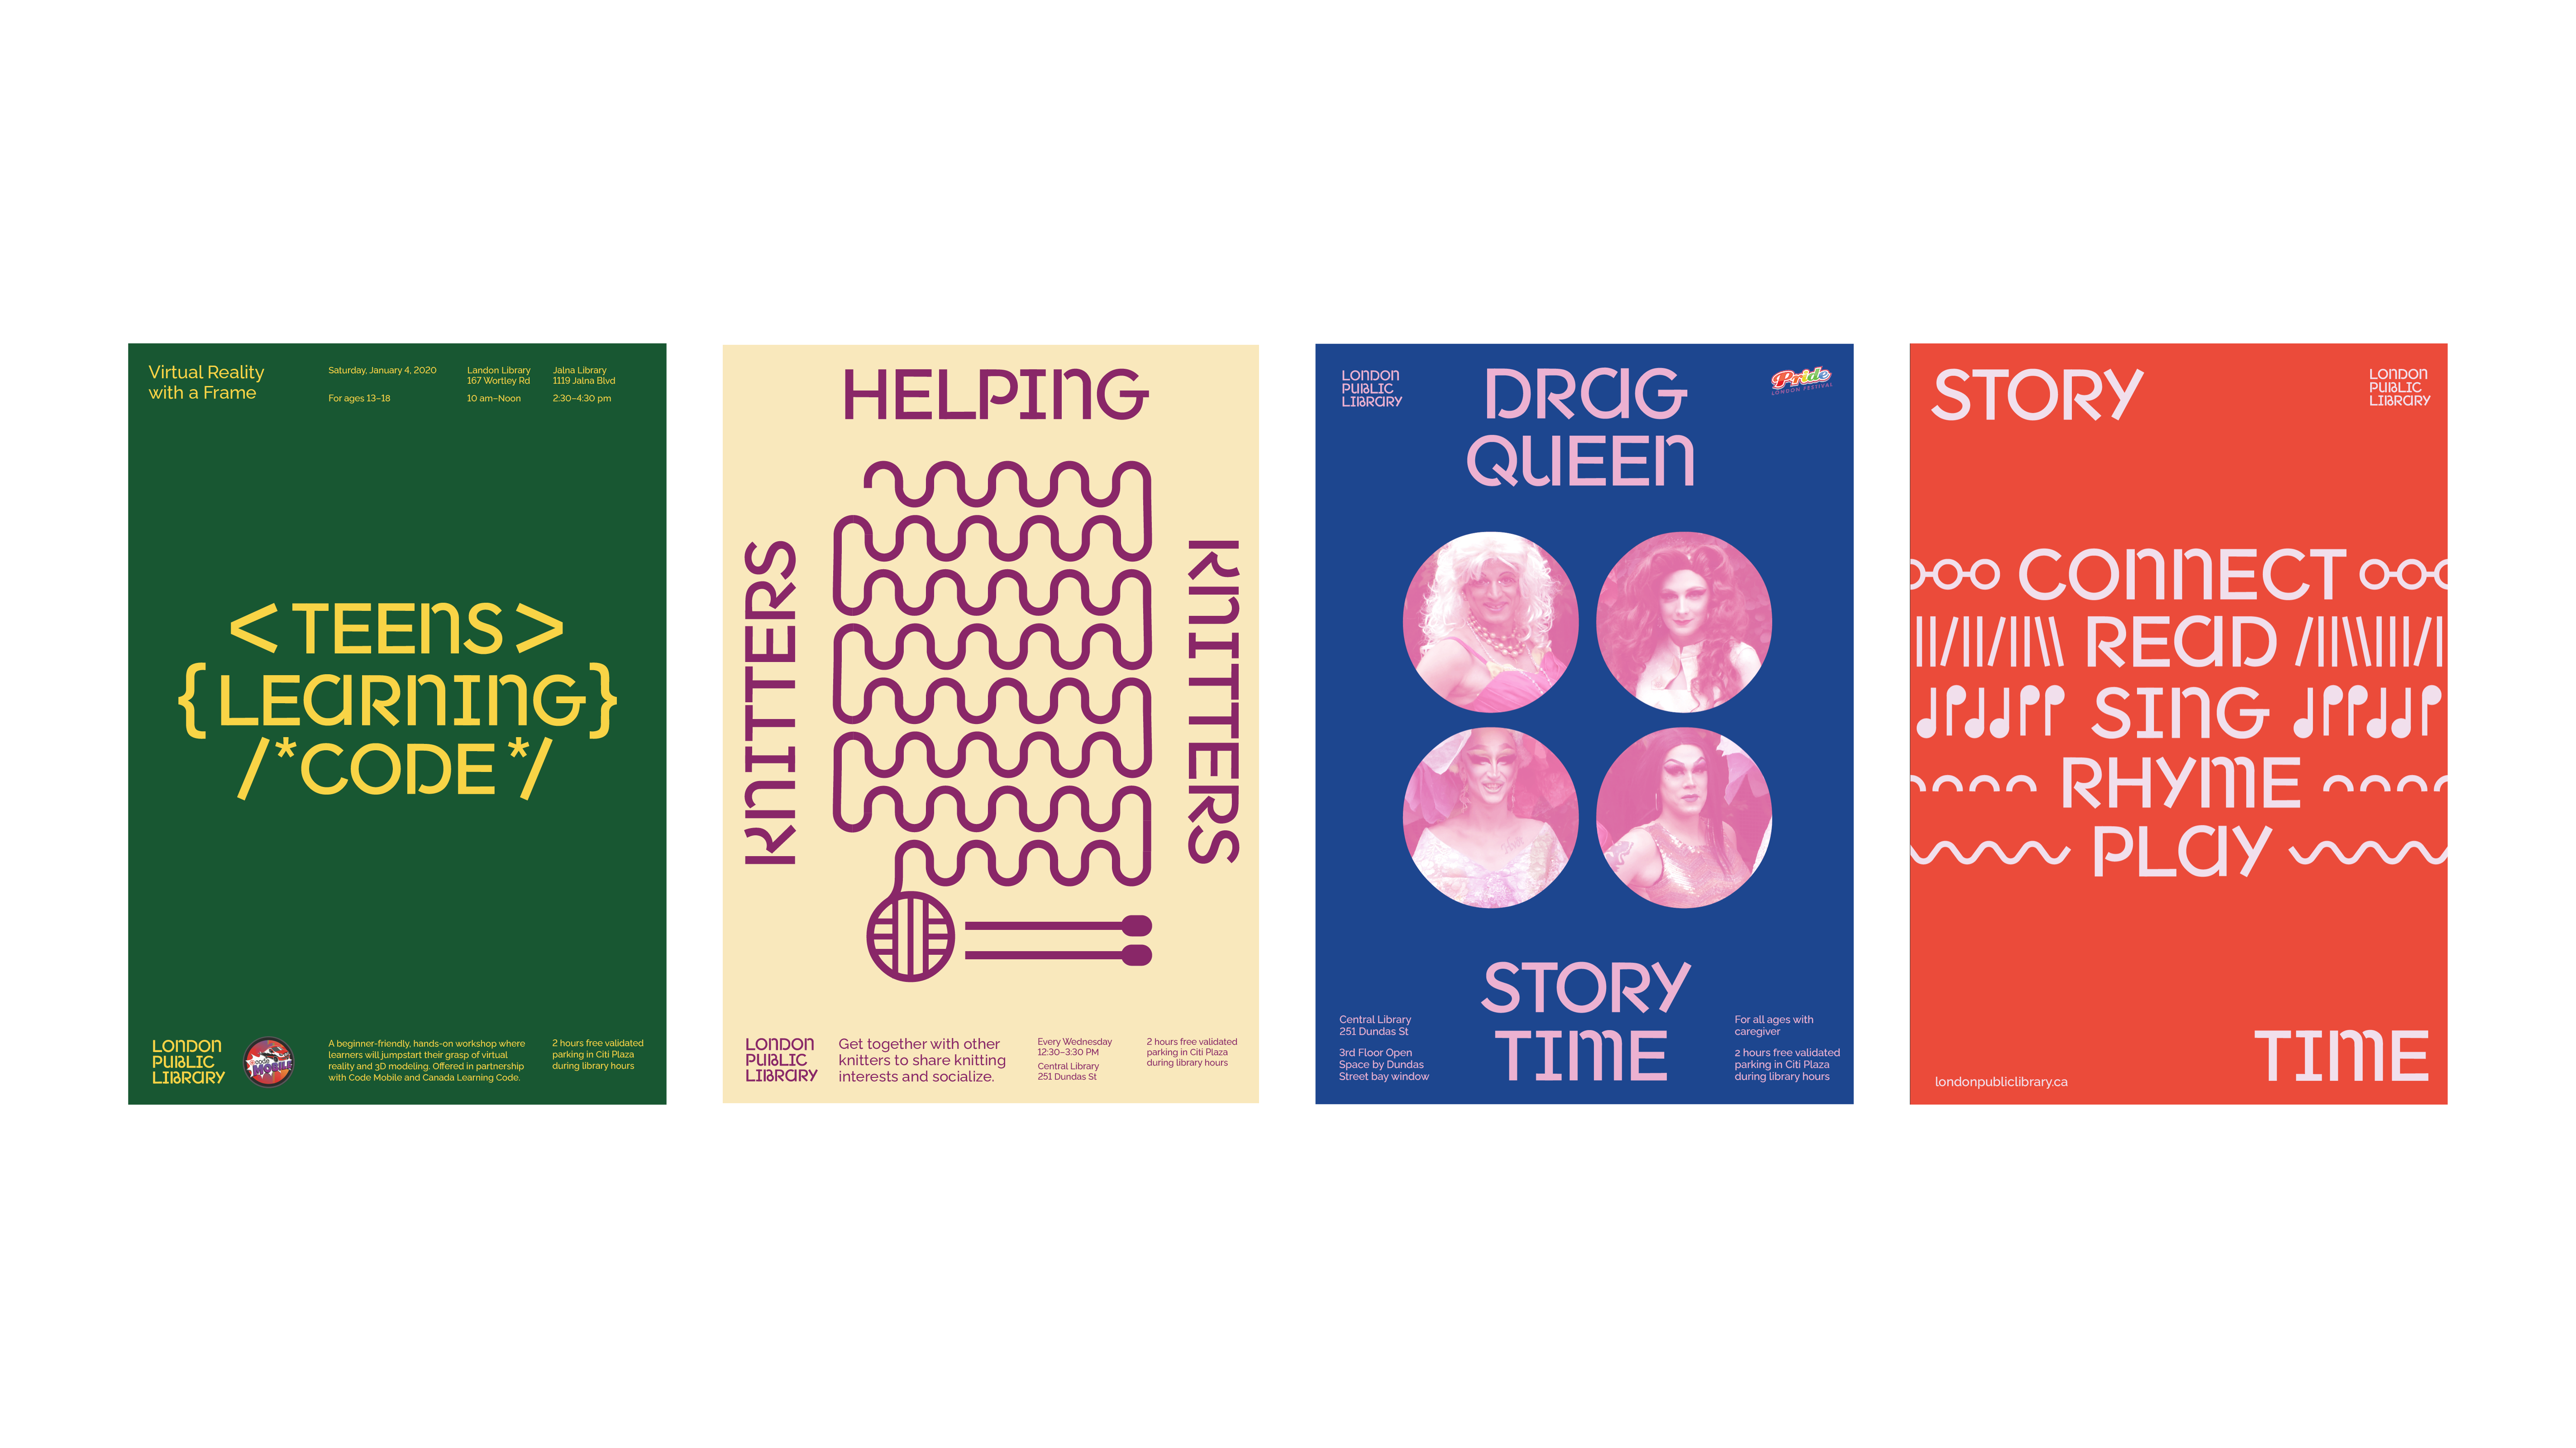 Virtual Reality
with a Frame
Saturday, January 4, 2020
For ages 13–18
Landon Library
167 Wortley Rd
10 am–Noon
Jalna Library
1119 Jalna Blvd
2:30–4:30 pm
< TEENS >
{ LEARNING }
/* CODE */
LONDON
PUBLIC
LIBRARY
MOBILE
A beginner-friendly, hands-on workshop where
learners will jumpstart their grasp of virtual
reality and 3D modeling. Offered in partnership
with Code Mobile and Canada Learning Code.
2 hours free validated
parking in Citi Plaza
during library hours
HELPING
KNITTERS
KNITTERS
LONDON
PUBLIC
LIBRARY
Get together with other
knitters to share knitting
interests and socialize.
Every Wednesday
12:30–3:30 PM
Central Library
251 Dundas St
2 hours free validated
parking in Citi Plaza
during library hours
LONDON
PUBLIC
LIBRARY
DRAG
QUEEN
Pride
LONDON FESTIVAL
STORY
TIME
Central Library
251 Dundas St
3rd Floor Open
Space by Dundas
Street bay window
For all ages with
caregiver
2 hours free validated
parking in Citi Plaza
during library hours
STORY
LONDON
PUBLIC
LIBRARY
CONNECT
READ
SING
RHYME
PLAY
TIME
londonpubliclibrary.ca